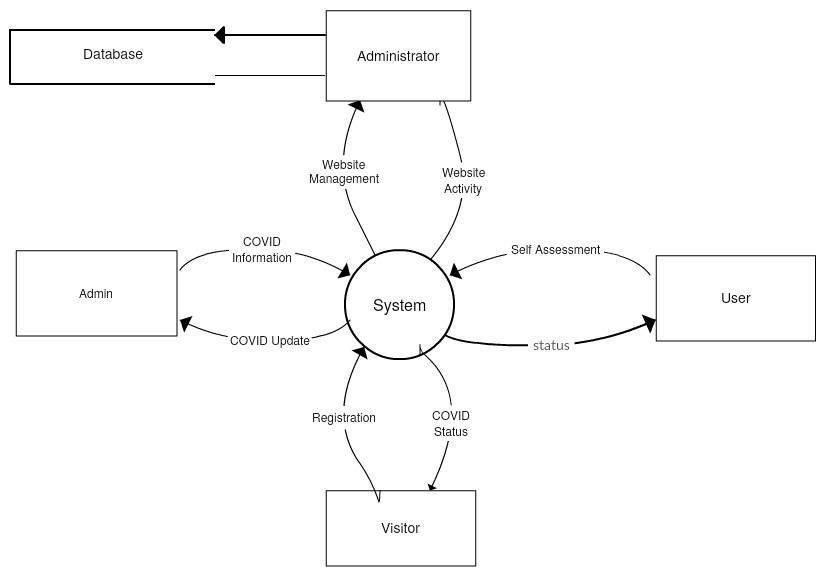 Database
Administrator
Website
Management
Website
Activity
COVID
Information
Self Assessment
Admin
System
User
COVID Update
status
Registration
COVID
Status
Visitor